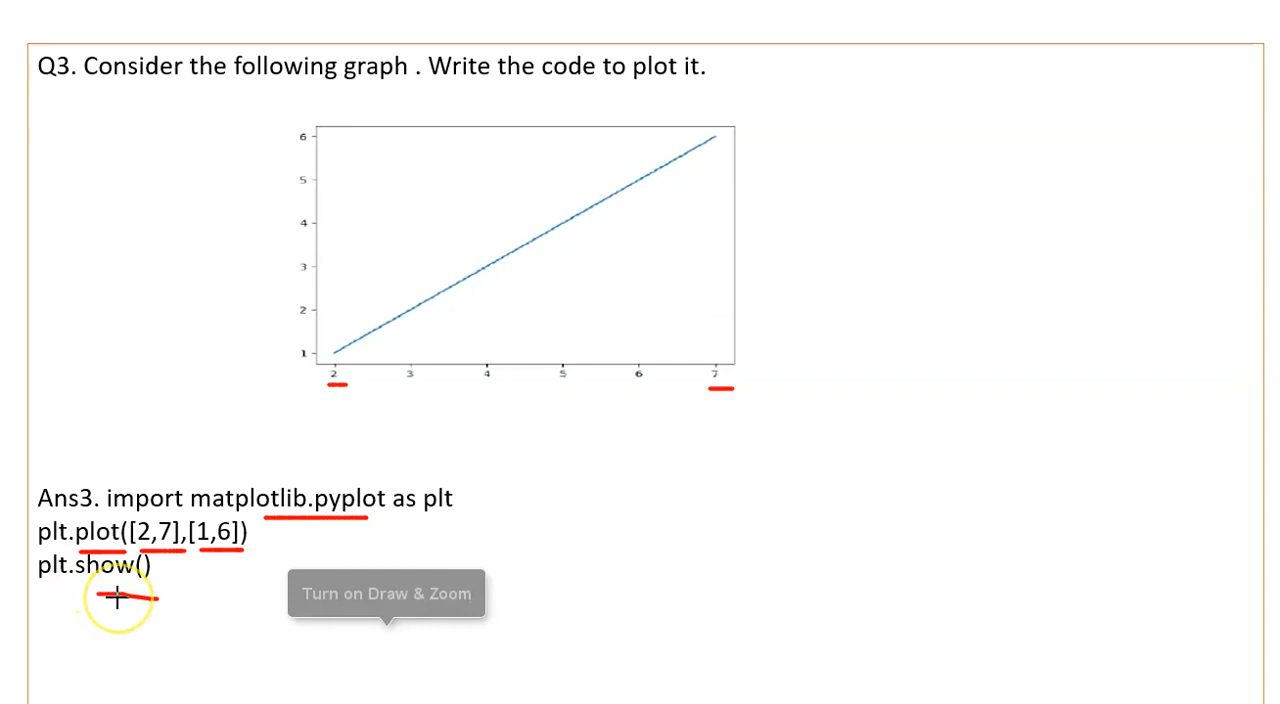 Q3. Consider the following graph . Write the code to plot it.
6
5
4
3
2
1
2 3 4 5 6 7
Ans3. import matplotlib.pyplot as plt
plt.plot([2,7],[1,6])
plt.show()
Turn on Draw & Zoom